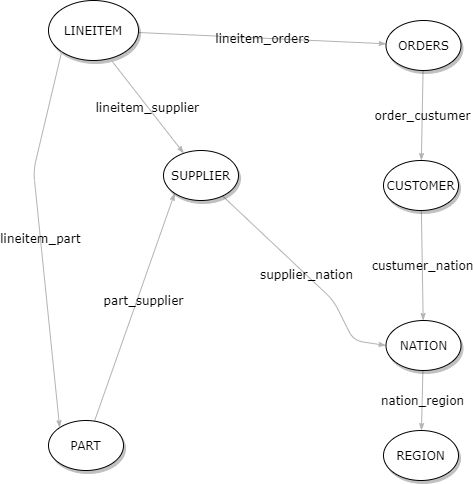 LINEITEM
lineitem_orders
ORDERS
lineitem_supplier
order_custumer
SUPPLIER
CUSTOMER
lineitem_part
custumer_nation
supplier_nation
part_supplier
NATION
nation_region
PART
REGION